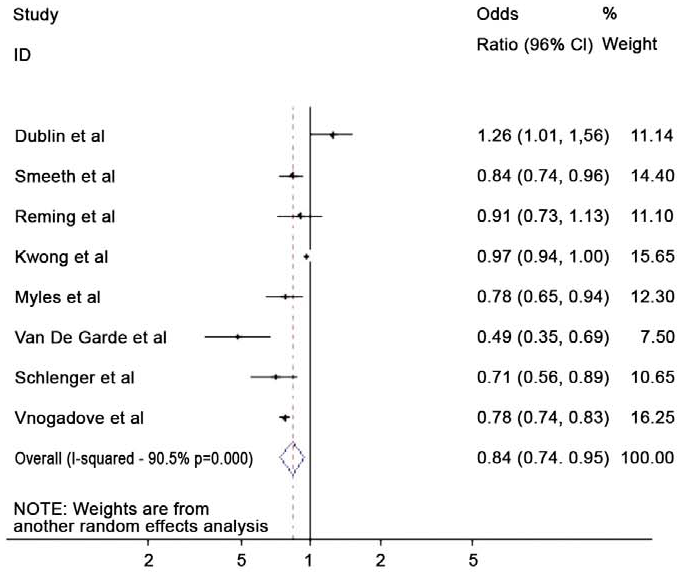 Study Odds %
ID Ratio (96% CI) Weight
Dublin et al 1.26 (1.01, 1,56) 11.14
Smeeth et al 0.84 (0.74, 0.96) 14.40
Reming et al 0.91 (0.73, 1.13) 11.10
Kwong et al 0.97 (0.94, 1.00) 15.65
Myles et al 0.78 (0.65, 0.94) 12.30
Van De Garde et al 0.49 (0.35, 0.69) 7.50
Schlenger et al 0.71 (0.56, 0.89) 10.65
Vnogadove et al 0.78 (0.74, 0.83) 16.25
Overall (I-squared - 90.5% p=0.000) 0.84 (0.74. 0.95) 100.00
NOTE: Weights are from
another random effects analysis
2 5 1 2 5